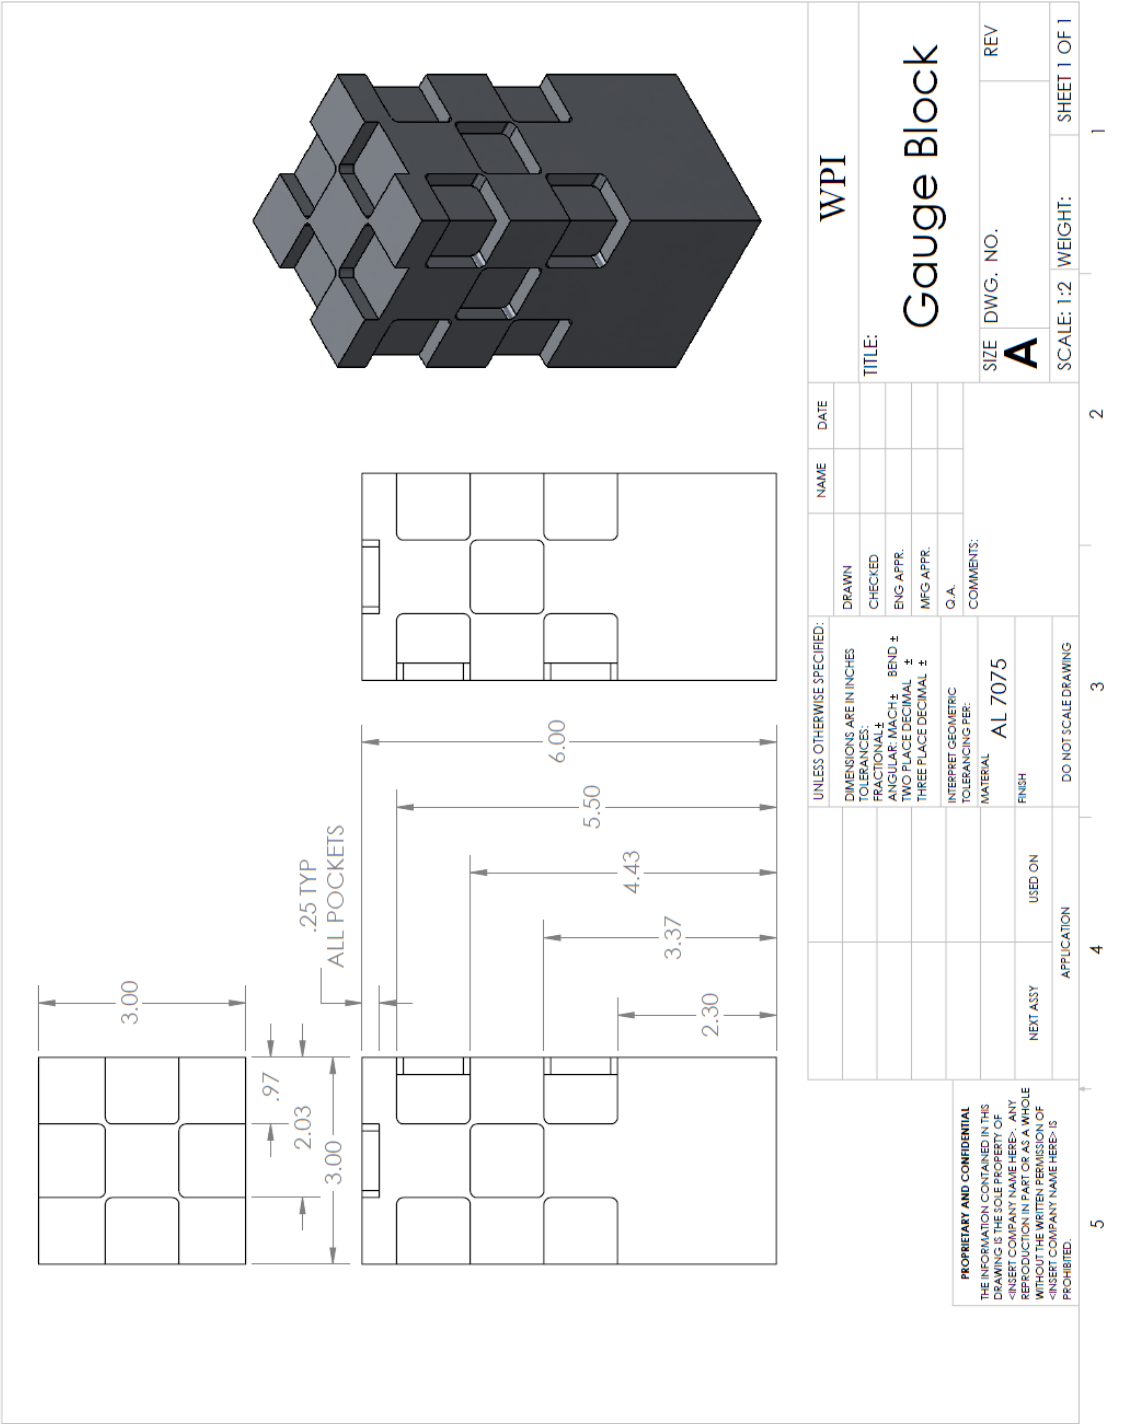 3.00
.97
2.03
3.00
.25 TYP
ALL POCKETS
6.00
5.50
4.43
3.37
2.30
PROPRIETARY AND CONFIDENTIAL
THE INFORMATION CONTAINED IN THIS
DRAWING IS THE SOLE PROPERTY OF
<INSERT COMPANY NAME HERE>. ANY
REPRODUCTION IN PART OR AS A WHOLE
WITHOUT THE WRITTEN PERMISSION OF
<INSERT COMPANY NAME HERE> IS
PROHIBITED.
NEXT ASSY
USED ON
APPLICATION
UNLESS OTHERWISE SPECIFIED:
DIMENSIONS ARE IN INCHES
TOLERANCES:
FRACTIONAL±
ANGULAR: MACH± BEND ±
TWO PLACE DECIMAL ±
THREE PLACE DECIMAL ±
INTERPRET GEOMETRIC
TOLERANCING PER:
MATERIAL
AL 7075
FINISH
DO NOT SCALE DRAWING
NAME DATE
DRAWN
CHECKED
ENG APPR.
MFG APPR.
Q.A.
COMMENTS:
WPI
TITLE:
Gauge Block
SIZE DWG. NO. REV
A
SCALE: 1:2 WEIGHT: SHEET 1 OF 1
5 4 3 2 1